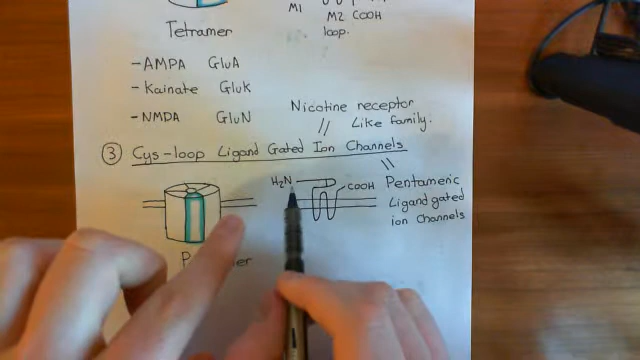 M1
M2 COOH
loop.
Tetramer
-AMPA GluA
-Kainate GluK
-NMDA GluN
Nicotine receptor
Like family.
3 Cys-loop Ligand Gated Ion Channels
H₂N
COOH
Pentameric
Ligand gated
ion Channels